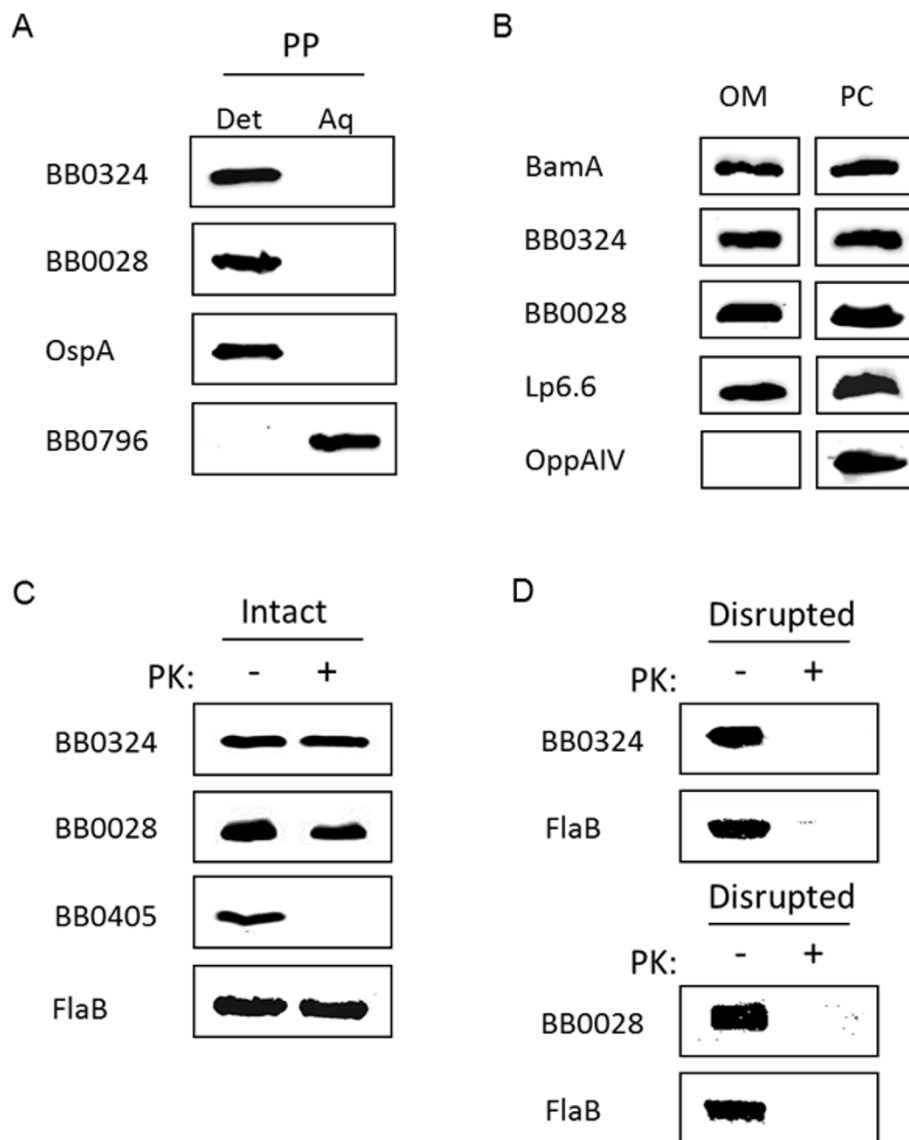 A
PP
Det Aq
BB0324
BB0028
OspA
BB0796
B
OM PC
BamA
BB0324
BB0028
Lp6.6
OppAIV
C
Intact
PK: - +
BB0324
BB0028
BB0405
FlaB
D
Disrupted
PK: - +
BB0324
FlaB
Disrupted
PK: - +
BB0028
FlaB